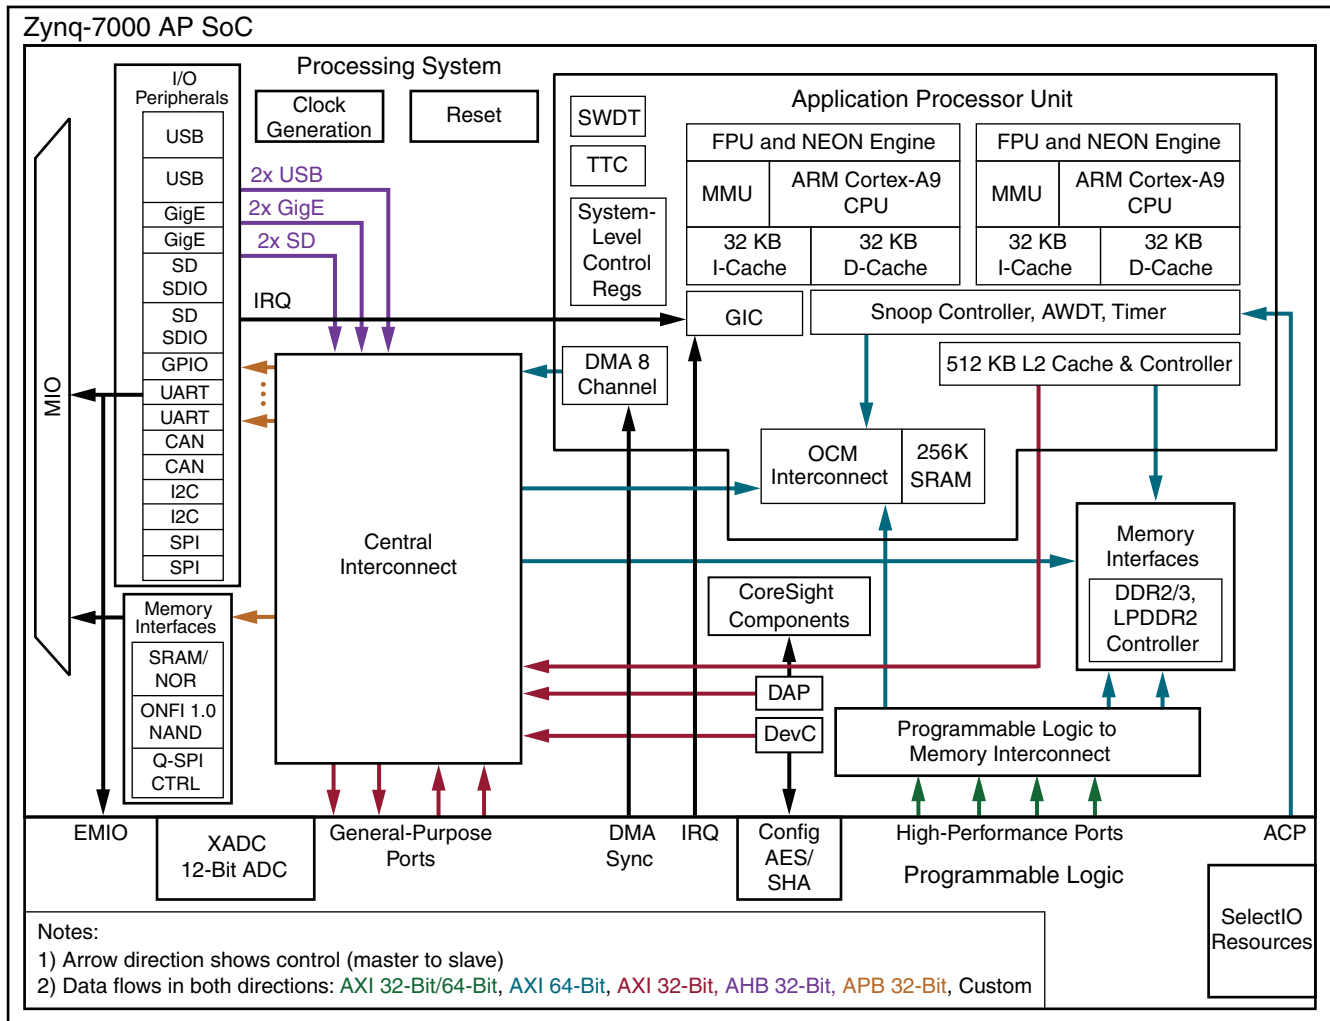 Zynq-7000 AP SoC
Processing System
I/O
Peripherals
USB
USB
GigE
GigE
SD
SDIO
SD
SDIO
GPIO
UART
UART
CAN
CAN
I2C
I2C
SPI
SPI
MIO
Clock
Generation
Reset
2x USB
2x GigE
2x SD
IRQ
Application Processor Unit
SWDT
TTC
System-
Level
Control
Regs
FPU and NEON Engine
MMU
ARM Cortex-A9
CPU
32 KB
I-Cache
32 KB
D-Cache
FPU and NEON Engine
MMU
ARM Cortex-A9
CPU
32 KB
I-Cache
32 KB
D-Cache
GIC
Snoop Controller, AWDT, Timer
DMA 8
Channel
512 KB L2 Cache & Controller
OCM
Interconnect
256K
SRAM
Central
Interconnect
Memory
Interfaces
DDR2/3,
LPDDR2
Controller
CoreSight
Components
DAP
DevC
Programmable Logic to
Memory Interconnect
Memory
Interfaces
SRAM/
NOR
ONFI 1.0
NAND
Q-SPI
CTRL
EMIO
XADC
12-Bit ADC
General-Purpose
Ports
DMA
Sync
IRQ
Config
AES/
SHA
High-Performance Ports
ACP
Programmable Logic
SelectIO
Resources
Notes:
1) Arrow direction shows control (master to slave)
2) Data flows in both directions: AXI 32-Bit/64-Bit, AXI 64-Bit, AXI 32-Bit, AHB 32-Bit, APB 32-Bit, Custom